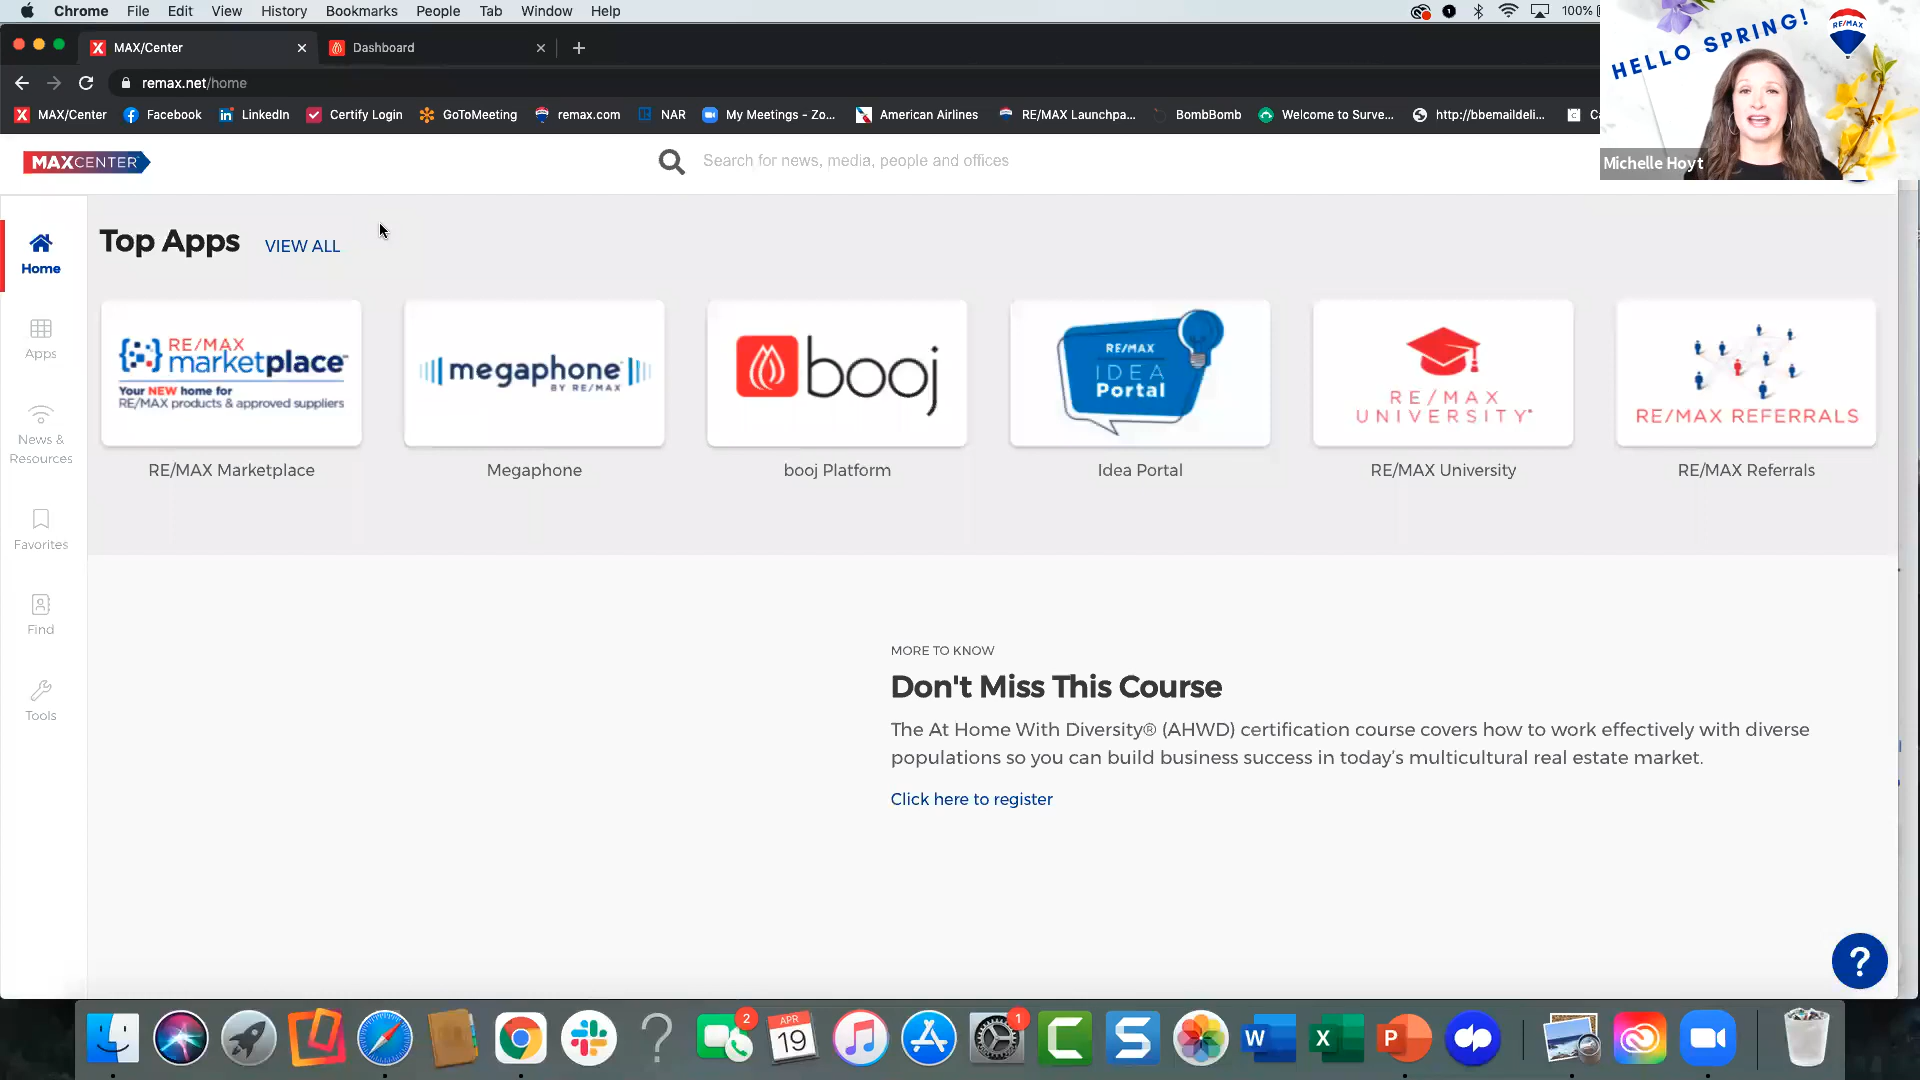 Chrome File Edit View History Bookmarks People Tab Window Help
100%
MAX/Center
Dashboard
remax.net/home
MAX/Center Facebook LinkedIn Certify Login GoToMeeting remax.com NAR My Meetings - Zo... American Airlines RE/MAX Launchpa... BombBomb Welcome to Surve... http://bbemaildeli...
HELLO SPRING!
RE/MAX
Michelle Hoyt
MAXCENTER
Search for news, media, people and offices
Home
Apps
News &
Resources
Favorites
Find
Tools
Top Apps VIEW ALL
RE/MAX
marketplace
Your NEW home for
RE/MAX products & approved suppliers
RE/MAX Marketplace
megaphone
BY RE/MAX
Megaphone
booj
booj Platform
RE/MAX
IDEA
Portal
Idea Portal
RE/MAX
UNIVERSITY
RE/MAX University
RE/MAX REFERRALS
RE/MAX Referrals
MORE TO KNOW
Don't Miss This Course
The At Home With Diversity® (AHWD) certification course covers how to work effectively with diverse
populations so you can build business success in today's multicultural real estate market.
Click here to register
?
2
APR
19
1
C
S
W
X
P